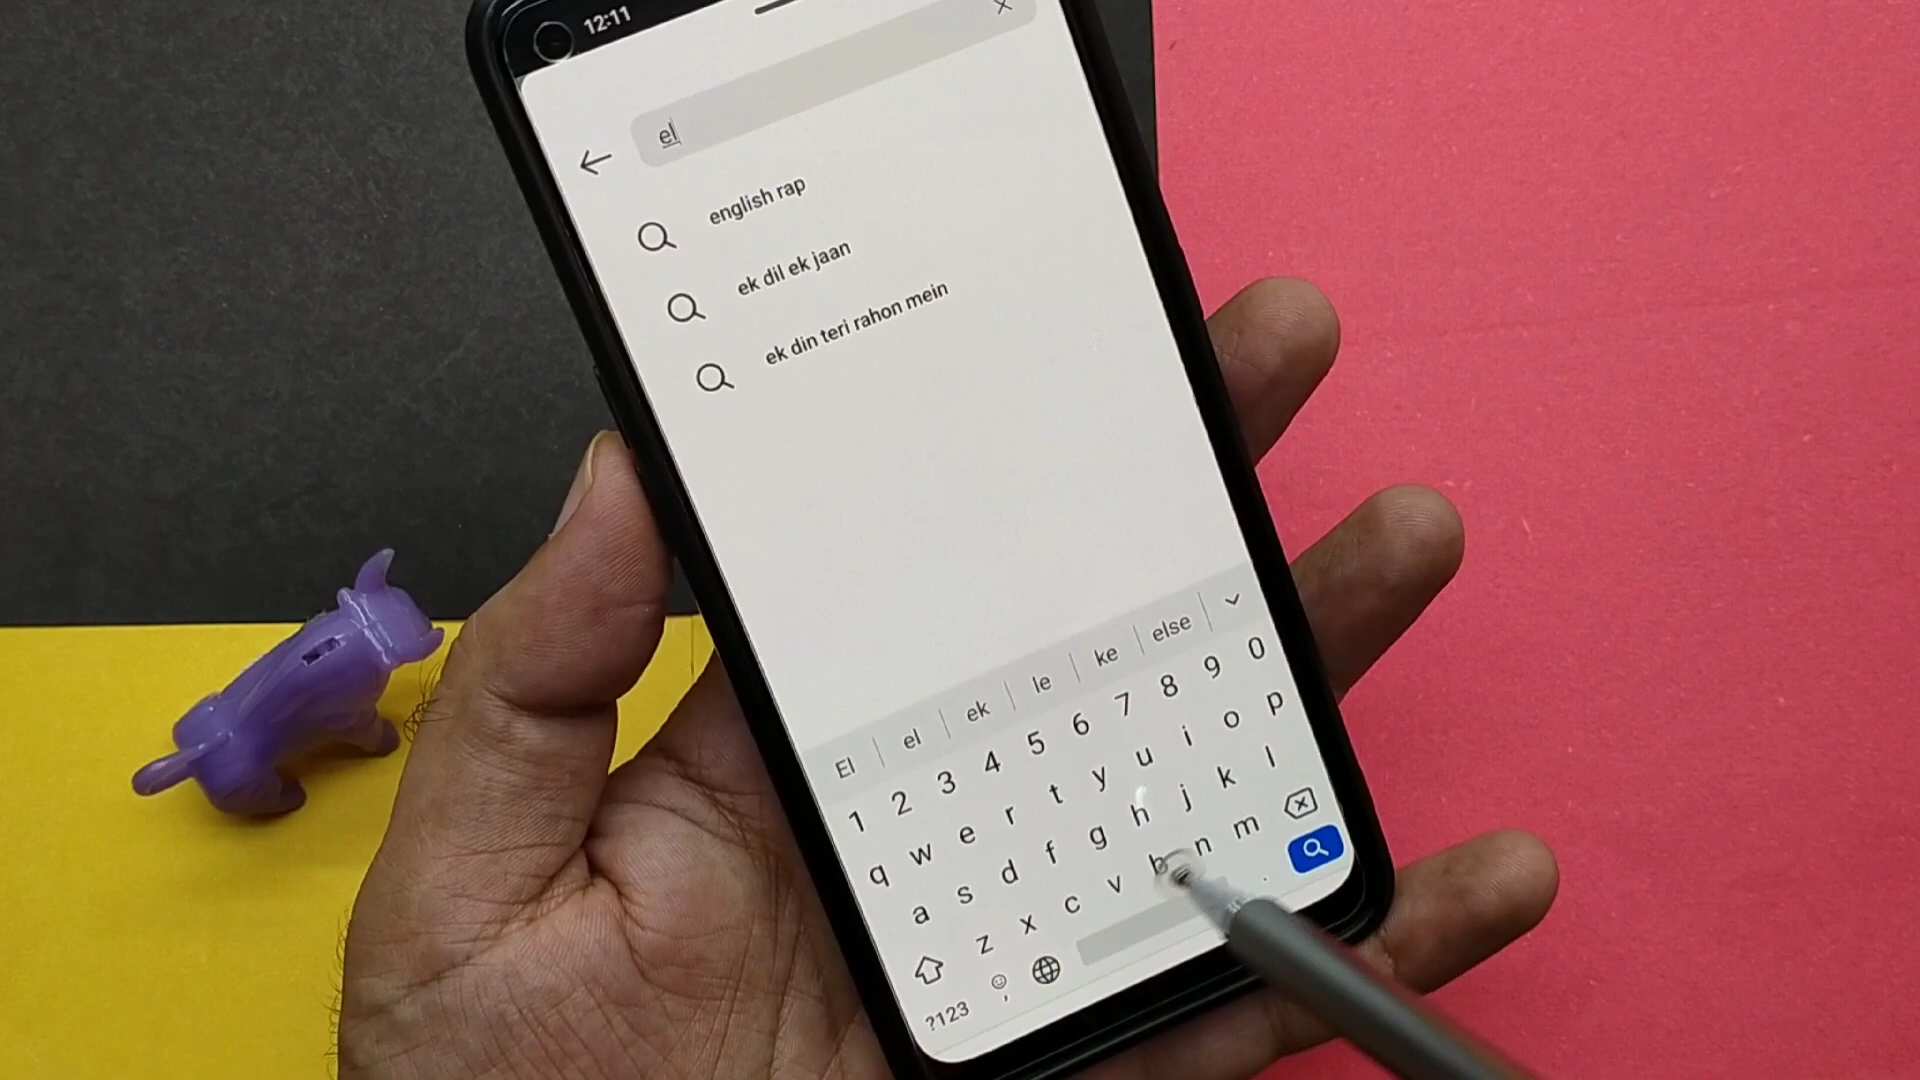 12:11
el
english rap
ek dil ek jaan
ek din teri rahon mein
El el ek le ke else
1 2 3 4 5 6 7 8 9 0
q w e r t y u i o p
a s d f g h j k l
z x c v b n m
?123 , .